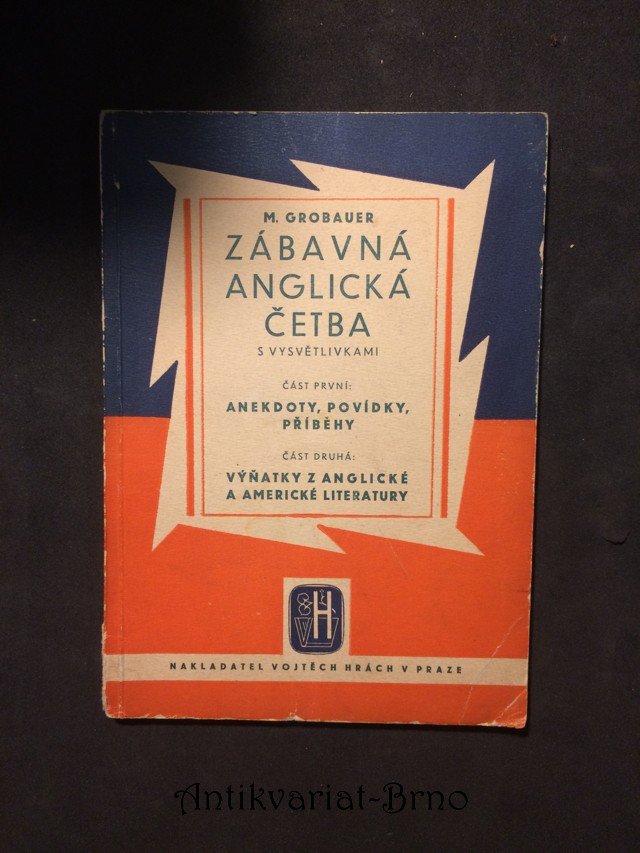 M. GROBAUER
ZÁBAVNÁ
ANGLICKÁ
ČETBA
S VYSVĚTLIVKAMI
ČÁST PRVNÍ:
ANEKDOTY, POVÍDKY,
PŘÍBĚHY
ČÁST DRUHÁ:
VÝŇATKY Z ANGLICKÉ
A AMERICKÉ LITERATURY
VH
NAKLADATEL VOJTĚCH HRÁCH V PRAZE
Antikvariat-Brno